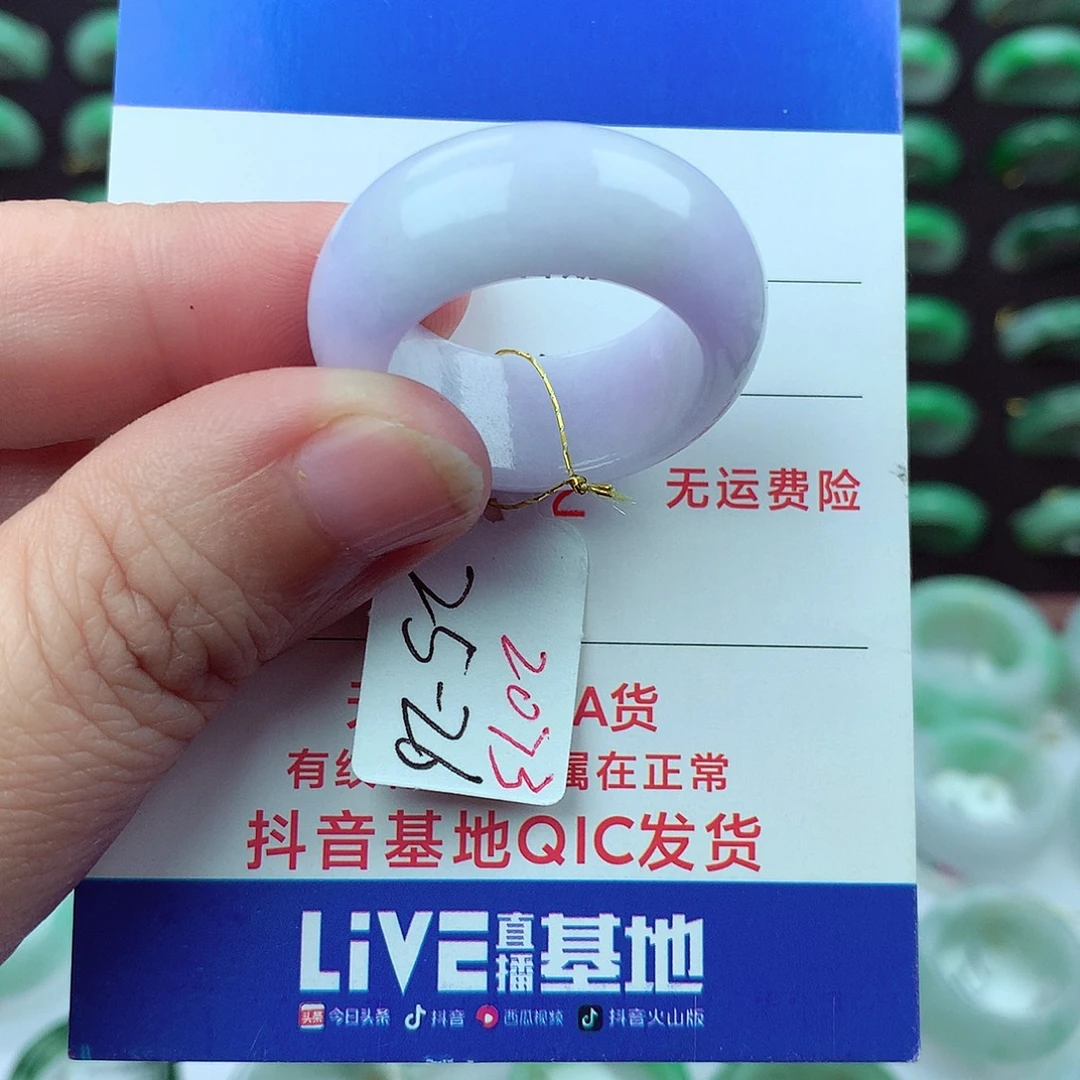 无运费险
25-26
2073
A货
有 属在正常
抖音基地QIC发货
LiVE直播基地
头条 今日头条 抖音 西瓜视频 抖音火山版